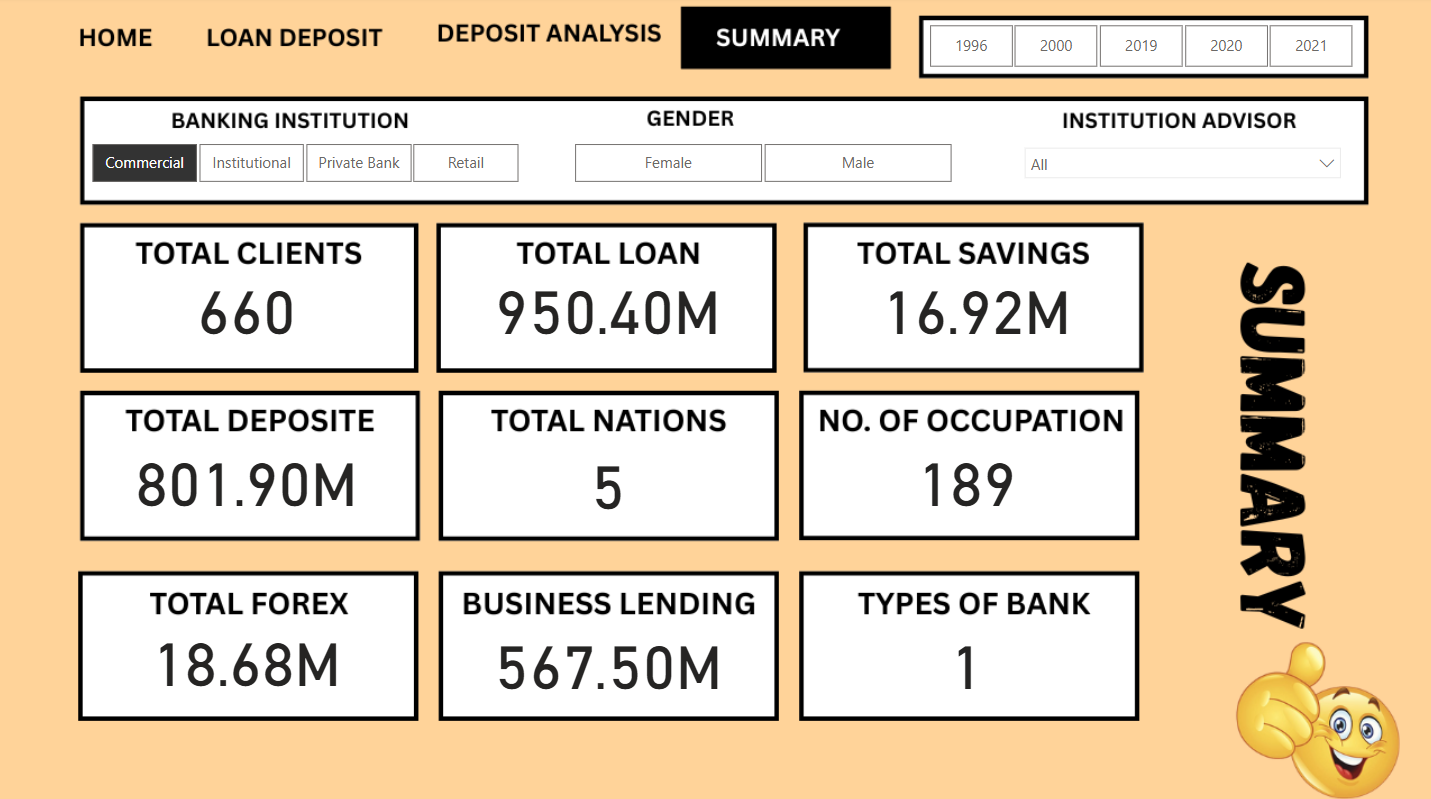 HOME
LOAN DEPOSIT
DEPOSIT ANALYSIS
SUMMARY
1996
2000
2019
2020
2021
BANKING INSTITUTION
Commercial
Institutional
Private Bank
Retail
GENDER
Female
Male
INSTITUTION ADVISOR
All
TOTAL CLIENTS
660
TOTAL LOAN
950.40M
TOTAL SAVINGS
16.92M
TOTAL DEPOSITE
801.90M
TOTAL NATIONS
5
NO. OF OCCUPATION
189
TOTAL FOREX
18.68M
BUSINESS LENDING
567.50M
TYPES OF BANK
1
SUMMARY